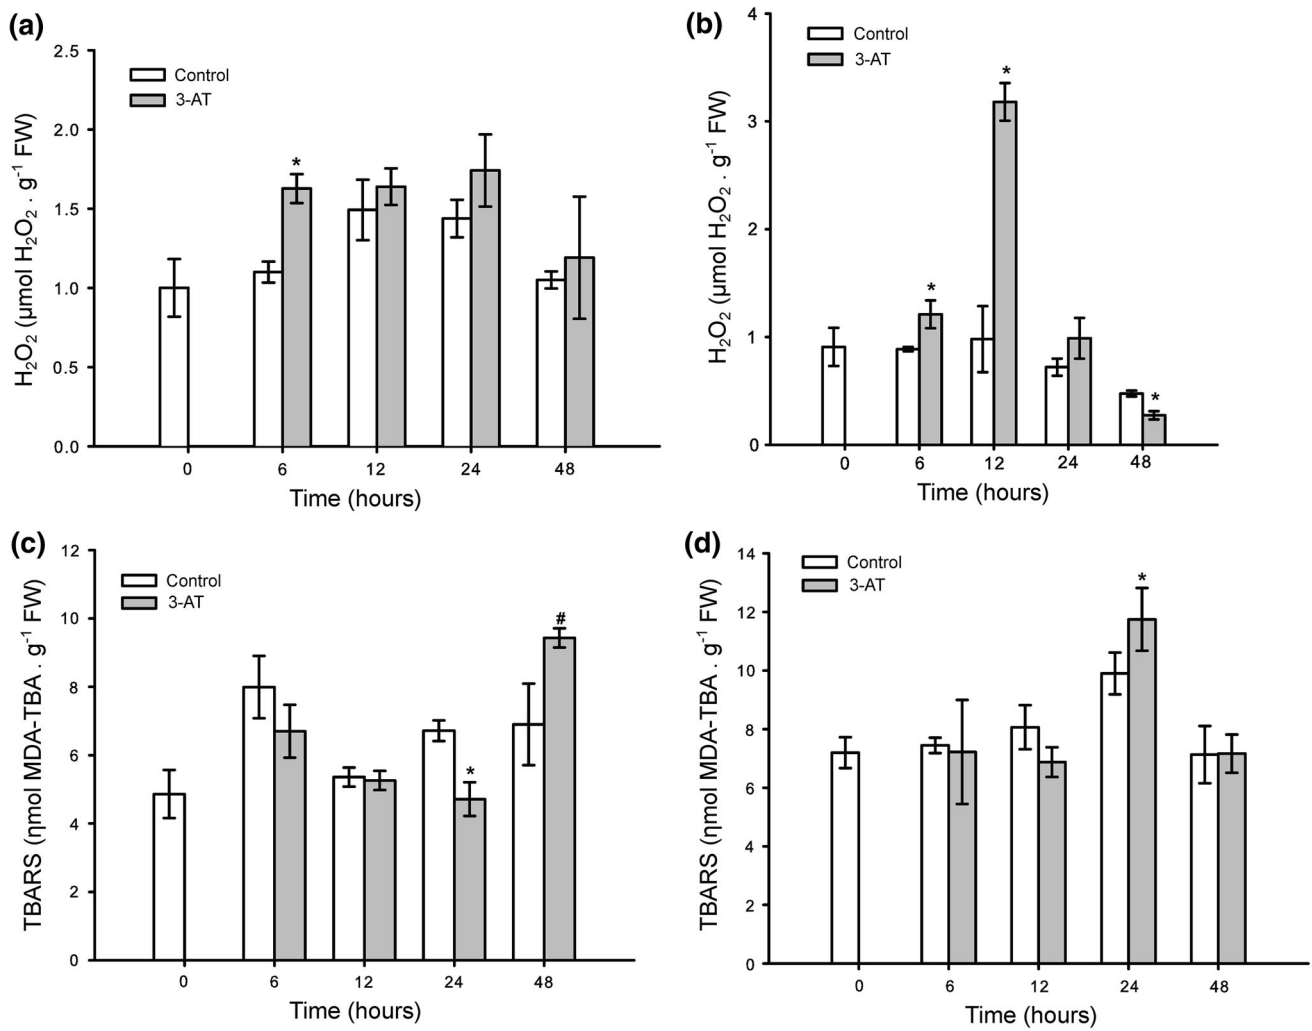 (a)
2.5
2.0
1.5
1.0
0.5
0.0
H₂O₂ (µmol H₂O₂ . g⁻¹ FW)
Control
3-AT
*
0 6 12 24 48
Time (hours)
(b)
4
3
2
1
0
H₂O₂ (µmol H₂O₂ . g⁻¹ FW)
Control
3-AT
*
*
*
0 6 12 24 48
Time (hours)
(c)
12
10
8
6
4
2
0
TBARS (ηmol MDA-TBA . g⁻¹ FW)
Control
3-AT
#
*
0 6 12 24 48
Time (hours)
(d)
14
12
10
8
6
4
2
0
TBARS (ηmol MDA-TBA . g⁻¹ FW)
Control
3-AT
*
0 6 12 24 48
Time (hours)